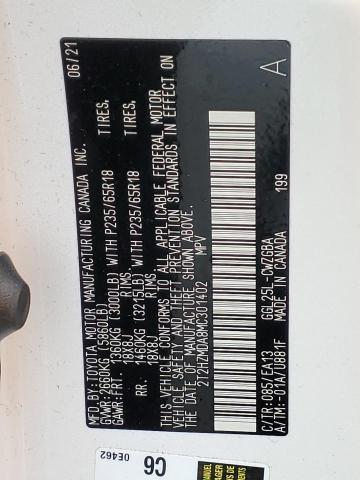 MFD. BY: TOYOTA MOTOR MANUFACTURING CANADA INC. 06/21
GVWR: 2669KG (5960LB)
GAWR: FRT. 1360KG (3000LB) WITH P235/65R18 TIRES,
18X8J RIMS,
RR. 1460KG (3215LB) WITH P235/65R18 TIRES,
18X8J RIMS,
THIS VEHICLE CONFORMS TO ALL APPLICABLE FEDERAL MOTOR
VEHICLE SAFETY AND THEFT PREVENTION STANDARDS IN EFFECT ON
THE DATE OF MANUFACTURE SHOWN ABOVE.
2T2HZMDA8MC301402 MPV
A
C/TR:0085/EA13 GGL25L-CWZGBA
A/TM:-01A/U881F MADE IN CANADA 199
0E462
C6